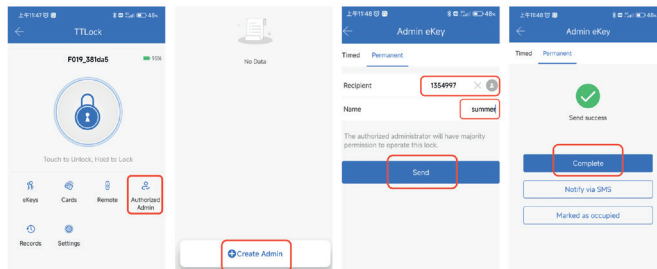 上午11:47
48
TTLock
F019_381da5
95%
Touch to Unlock, Hold to Lock
eKeys
Cards
Remote
Authorized
Admin
Records
Settings
No Data
Create Admin
上午11:48
48
Admin eKey
Timed
Permanent
Recipient
1354997
Name
summer
The authorized administrator will have majority
permission to operate this lock.
Send
上午11:48
48
Admin eKey
Timed
Permanent
Send success
Complete
Notify via SMS
Marked as occupied